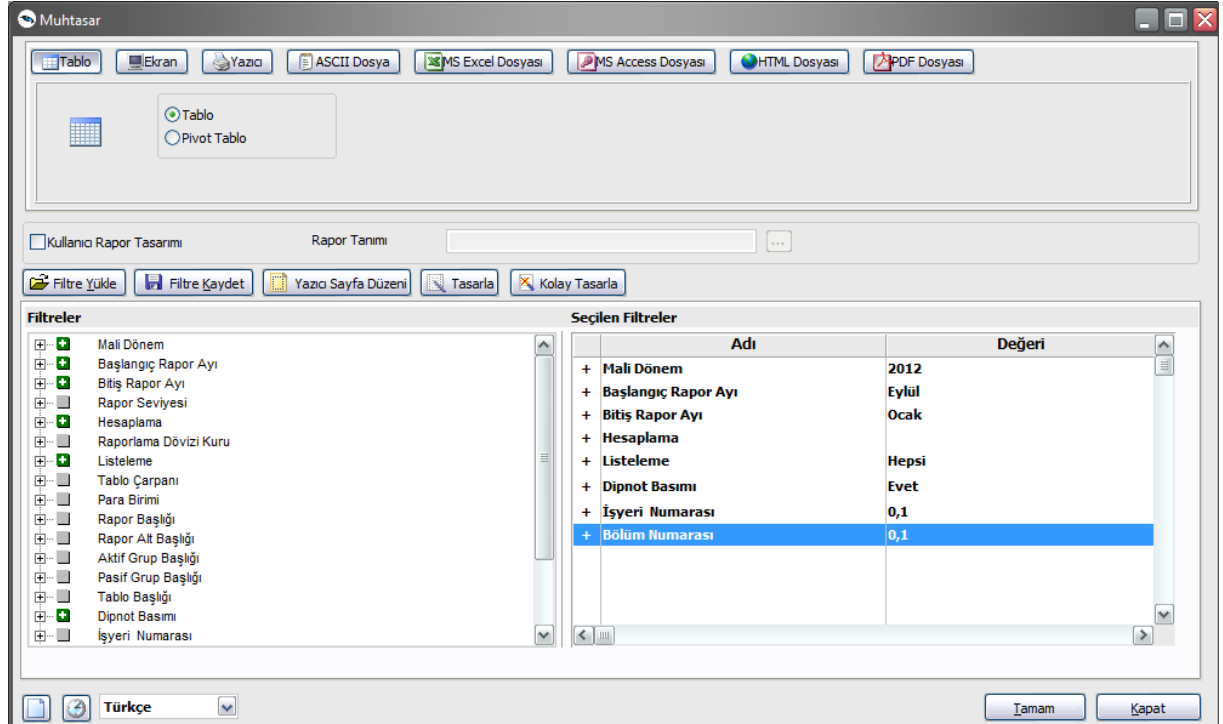 Muhtasar
Tablo Ekran Yazıcı ASCII Dosya MS Excel Dosyası MS Access Dosyası HTML Dosyası PDF Dosyası
Tablo
Pivot Tablo
Kullanıcı Rapor Tasarımı Rapor Tanımı ...
Filtre Yükle Filtre Kaydet Yazıcı Sayfa Düzeni Tasarla Kolay Tasarla
Filtreler
Mali Dönem
Başlangıç Rapor Ayı
Bitiş Rapor Ayı
Rapor Seviyesi
Hesaplama
Raporlama Dövizi Kuru
Listeleme
Tablo Çarpanı
Para Birimi
Rapor Başlığı
Rapor Alt Başlığı
Aktif Grup Başlığı
Pasif Grup Başlığı
Tablo Başlığı
Dipnot Basımı
İşyeri Numarası
Seçilen Filtreler
Adı Değeri
+ Mali Dönem 2012
+ Başlangıç Rapor Ayı Eylül
+ Bitiş Rapor Ayı Ocak
+ Hesaplama
+ Listeleme Hepsi
+ Dipnot Basımı Evet
+ İşyeri Numarası 0,1
+ Bölüm Numarası 0,1
Türkçe
Tamam Kapat